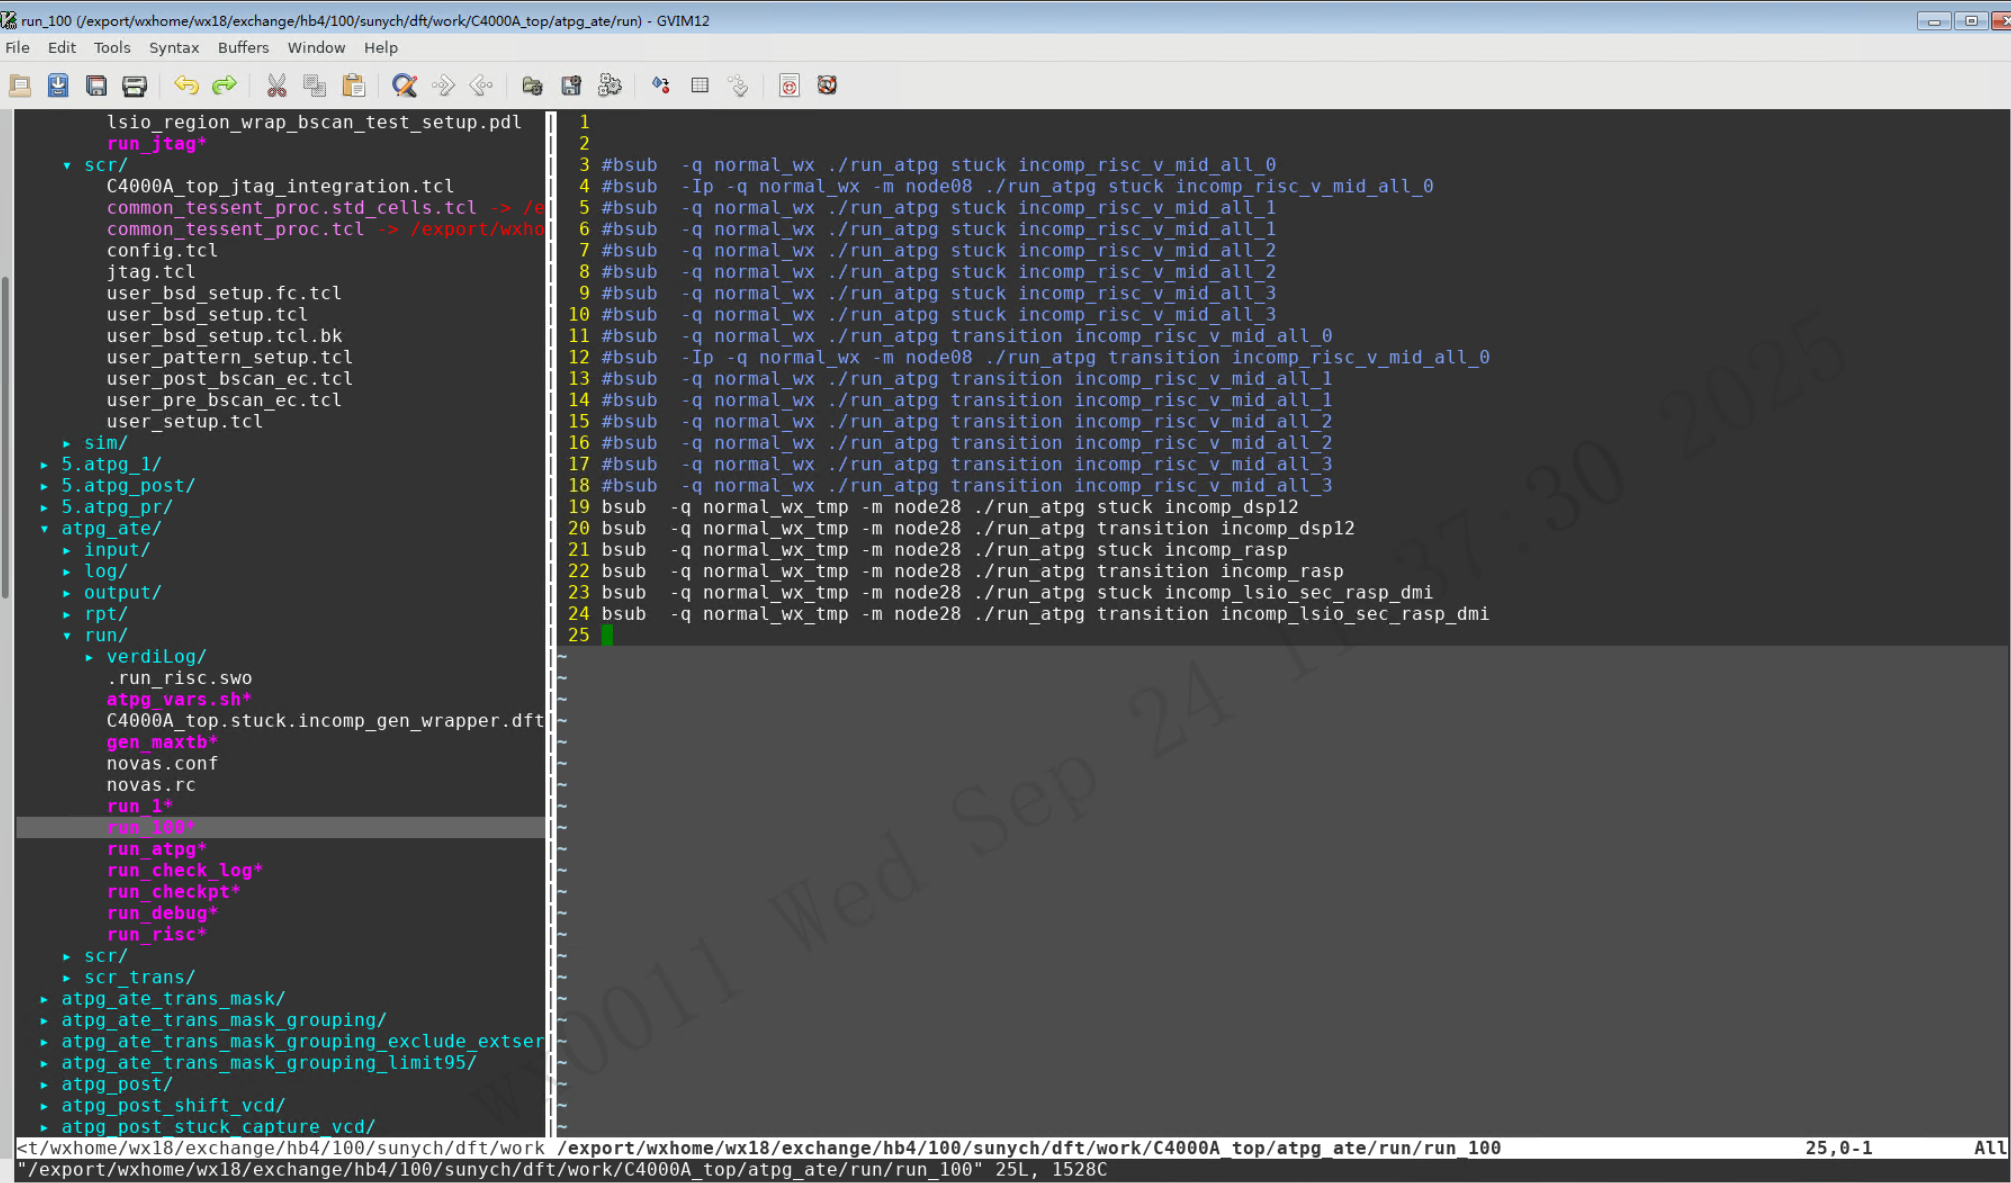 run_100 (/export/wxhome/wx18/exchange/hb4/100/sunych/dft/work/C4000A_top/atpg_ate/run) - GVIM12
File Edit Tools Syntax Buffers Window Help
lsio_region_wrap_bscan_test_setup.pdl
run_jtag*
▾ scr/
C4000A_top_jtag_integration.tcl
common_tessent_proc.std_cells.tcl -> /e
common_tessent_proc.tcl -> /export/wxho
config.tcl
jtag.tcl
user_bsd_setup.fc.tcl
user_bsd_setup.tcl
user_bsd_setup.tcl.bk
user_pattern_setup.tcl
user_post_bscan_ec.tcl
user_pre_bscan_ec.tcl
user_setup.tcl
▸ sim/
▸ 5.atpg_1/
▸ 5.atpg_post/
▸ 5.atpg_pr/
▾ atpg_ate/
▸ input/
▸ log/
▸ output/
▸ rpt/
▾ run/
▸ verdiLog/
.run_risc.swo
atpg_vars.sh*
C4000A_top.stuck.incomp_gen_wrapper.dft
gen_maxtb*
novas.conf
novas.rc
run_1*
run_100*
run_atpg*
run_check_log*
run_checkpt*
run_debug*
run_risc*
▸ scr/
▸ scr_trans/
▸ atpg_ate_trans_mask/
▸ atpg_ate_trans_mask_grouping/
▸ atpg_ate_trans_mask_grouping_exclude_extser
▸ atpg_ate_trans_mask_grouping_limit95/
▸ atpg_post/
▸ atpg_post_shift_vcd/
▸ atpg_post_stuck_capture_vcd/
1
2
3 #bsub  -q normal_wx ./run_atpg stuck incomp_risc_v_mid_all_0
4 #bsub  -Ip -q normal_wx -m node08 ./run_atpg stuck incomp_risc_v_mid_all_0
5 #bsub  -q normal_wx ./run_atpg stuck incomp_risc_v_mid_all_1
6 #bsub  -q normal_wx ./run_atpg stuck incomp_risc_v_mid_all_1
7 #bsub  -q normal_wx ./run_atpg stuck incomp_risc_v_mid_all_2
8 #bsub  -q normal_wx ./run_atpg stuck incomp_risc_v_mid_all_2
9 #bsub  -q normal_wx ./run_atpg stuck incomp_risc_v_mid_all_3
10 #bsub  -q normal_wx ./run_atpg stuck incomp_risc_v_mid_all_3
11 #bsub  -q normal_wx ./run_atpg transition incomp_risc_v_mid_all_0
12 #bsub  -Ip -q normal_wx -m node08 ./run_atpg transition incomp_risc_v_mid_all_0
13 #bsub  -q normal_wx ./run_atpg transition incomp_risc_v_mid_all_1
14 #bsub  -q normal_wx ./run_atpg transition incomp_risc_v_mid_all_1
15 #bsub  -q normal_wx ./run_atpg transition incomp_risc_v_mid_all_2
16 #bsub  -q normal_wx ./run_atpg transition incomp_risc_v_mid_all_2
17 #bsub  -q normal_wx ./run_atpg transition incomp_risc_v_mid_all_3
18 #bsub  -q normal_wx ./run_atpg transition incomp_risc_v_mid_all_3
19 bsub  -q normal_wx_tmp -m node28 ./run_atpg stuck incomp_dsp12
20 bsub  -q normal_wx_tmp -m node28 ./run_atpg transition incomp_dsp12
21 bsub  -q normal_wx_tmp -m node28 ./run_atpg stuck incomp_rasp
22 bsub  -q normal_wx_tmp -m node28 ./run_atpg transition incomp_rasp
23 bsub  -q normal_wx_tmp -m node28 ./run_atpg stuck incomp_lsio_sec_rasp_dmi
24 bsub  -q normal_wx_tmp -m node28 ./run_atpg transition incomp_lsio_sec_rasp_dmi
25
wx0011 Wed Sep 24 11:37:30 2025
<t/wxhome/wx18/exchange/hb4/100/sunych/dft/work /export/wxhome/wx18/exchange/hb4/100/sunych/dft/work/C4000A_top/atpg_ate/run/run_100 25,0-1 All
"/export/wxhome/wx18/exchange/hb4/100/sunych/dft/work/C4000A_top/atpg_ate/run/run_100" 25L, 1528C